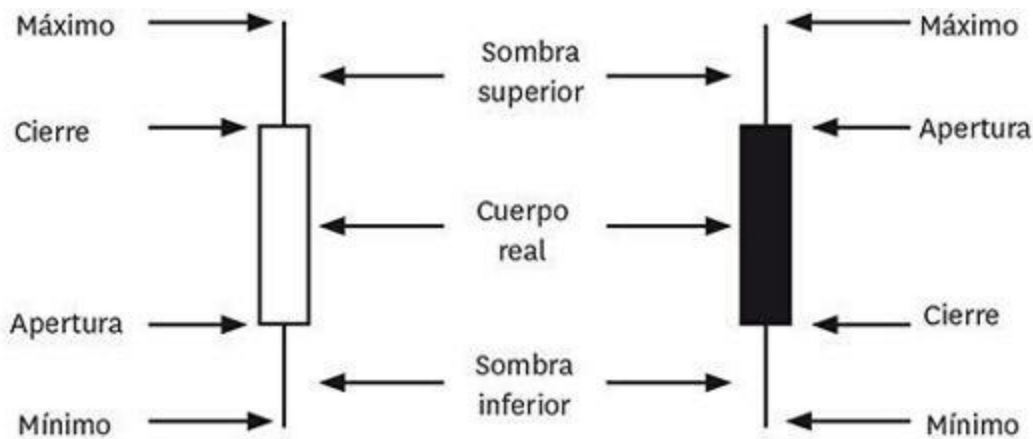 Máximo
Máximo
Sombra
superior
Cierre
Apertura
Cuerpo
real
Apertura
Cierre
Sombra
inferior
Mínimo
Mínimo